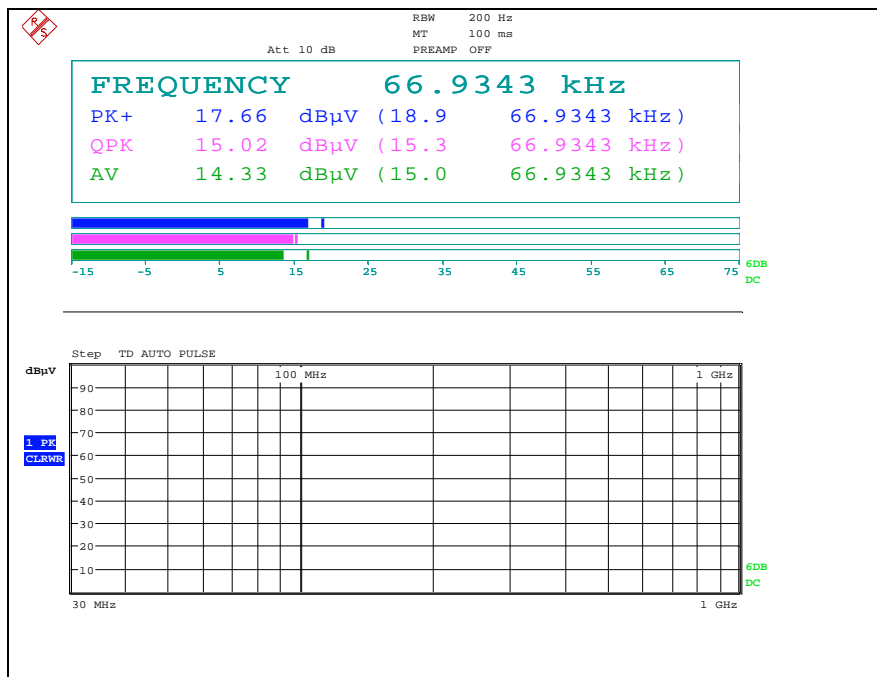 R S
RBW 200 Hz
MT 100 ms
Att 10 dB PREAMP OFF
FREQUENCY 66.9343 kHz
PK+ 17.66 dBµV (18.9 66.9343 kHz)
QPK 15.02 dBµV (15.3 66.9343 kHz)
AV 14.33 dBµV (15.0 66.9343 kHz)
-15 -5 5 15 25 35 45 55 65 75
6DB
DC
Step TD AUTO PULSE
dBµV
100 MHz 1 GHz
90
80
70
1 PK
CLRWR
60
50
40
30
20
10
6DB
DC
30 MHz 1 GHz